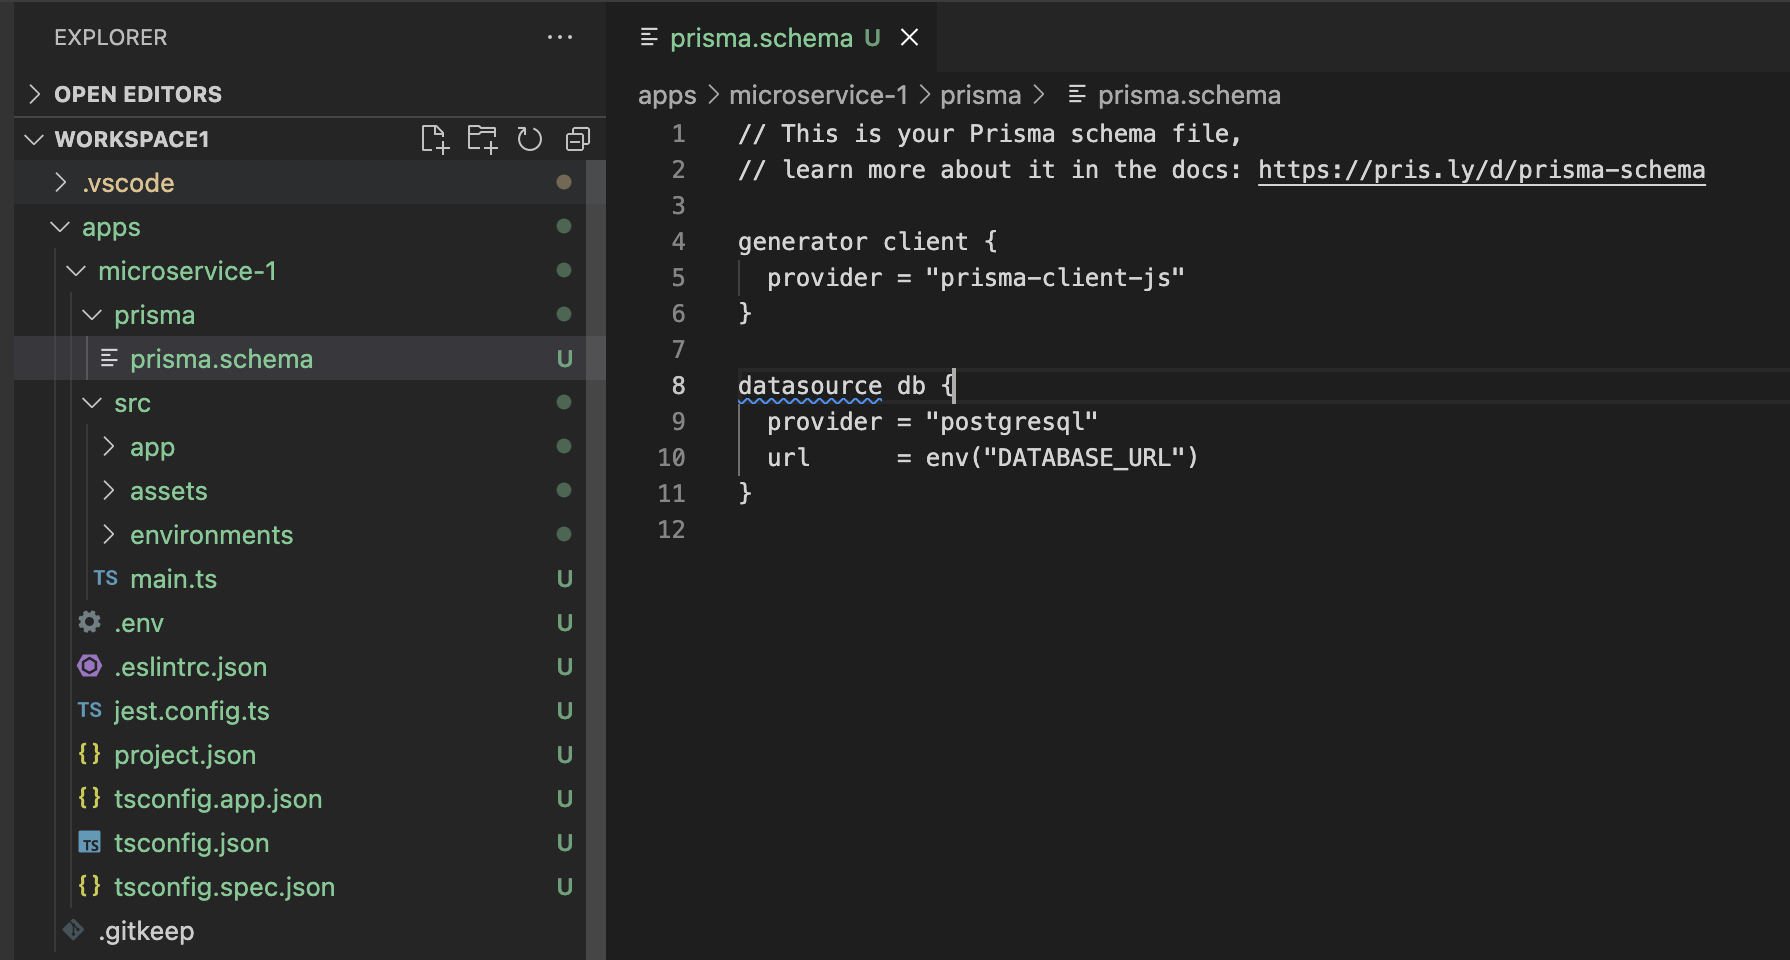 EXPLORER
OPEN EDITORS
WORKSPACE1
.vscode
apps
microservice-1
prisma
prisma.schema U
src
app
assets
environments
TS main.ts U
.env U
.eslintrc.json U
TS jest.config.ts U
{} project.json U
{} tsconfig.app.json U
TS tsconfig.json U
{} tsconfig.spec.json U
.gitkeep
prisma.schema U
apps > microservice-1 > prisma > prisma.schema
1 // This is your Prisma schema file,
2 // learn more about it in the docs: https://pris.ly/d/prisma-schema
3
4 generator client {
5   provider = "prisma-client-js"
6 }
7
8 datasource db {
9   provider = "postgresql"
10   url      = env("DATABASE_URL")
11 }
12